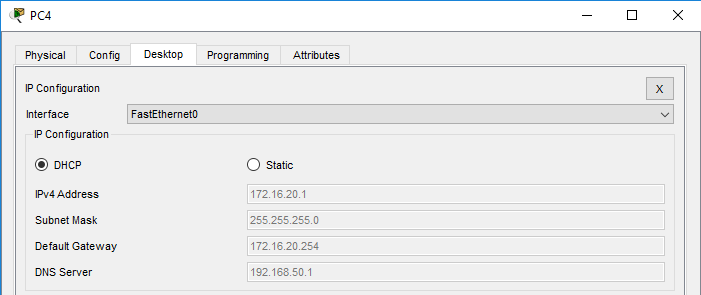 PC4
Physical Config Desktop Programming Attributes
IP Configuration X
Interface FastEthernet0
IP Configuration
DHCP Static
IPv4 Address 172.16.20.1
Subnet Mask 255.255.255.0
Default Gateway 172.16.20.254
DNS Server 192.168.50.1